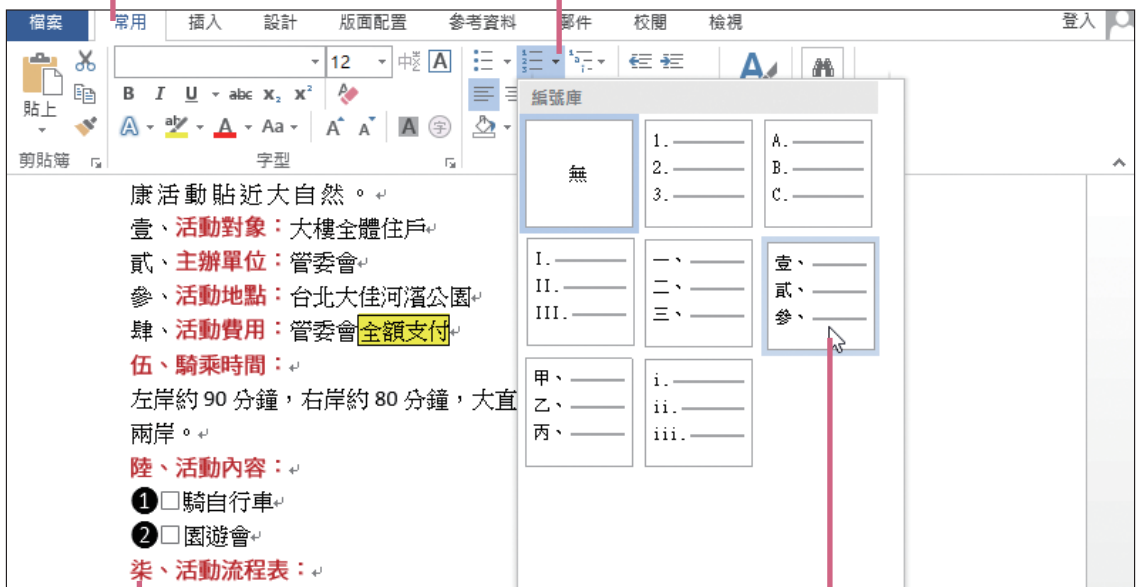 檔案 常用 插入 設計 版面配置 參考資料 郵件 校閱 檢視 登入
12
A
貼上
B I U abc X₂ X²
A ab A Aa A A A 字
剪貼簿 字型
編號庫
無
1.
2.
3.
A.
B.
C.
I.
II.
III.
一、
二、
三、
壹、
貳、
參、
甲、
乙、
丙、
i.
ii.
iii.
康活動貼近大自然。
壹、活動對象：大樓全體住戶
貳、主辦單位：管委會
參、活動地點：台北大佳河濱公園
肆、活動費用：管委會全額支付
伍、騎乘時間：
左岸約 90 分鐘，右岸約 80 分鐘，大直
兩岸。
陸、活動內容：
❶□騎自行車
❷□園遊會
柒、活動流程表：